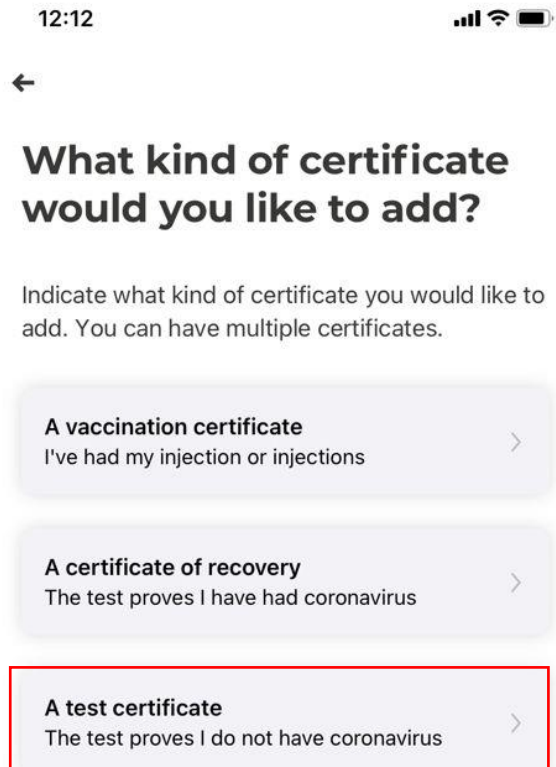 12:12
What kind of certificate
would you like to add?
Indicate what kind of certificate you would like to
add. You can have multiple certificates.
A vaccination certificate
I've had my injection or injections
A certificate of recovery
The test proves I have had coronavirus
A test certificate
The test proves I do not have coronavirus